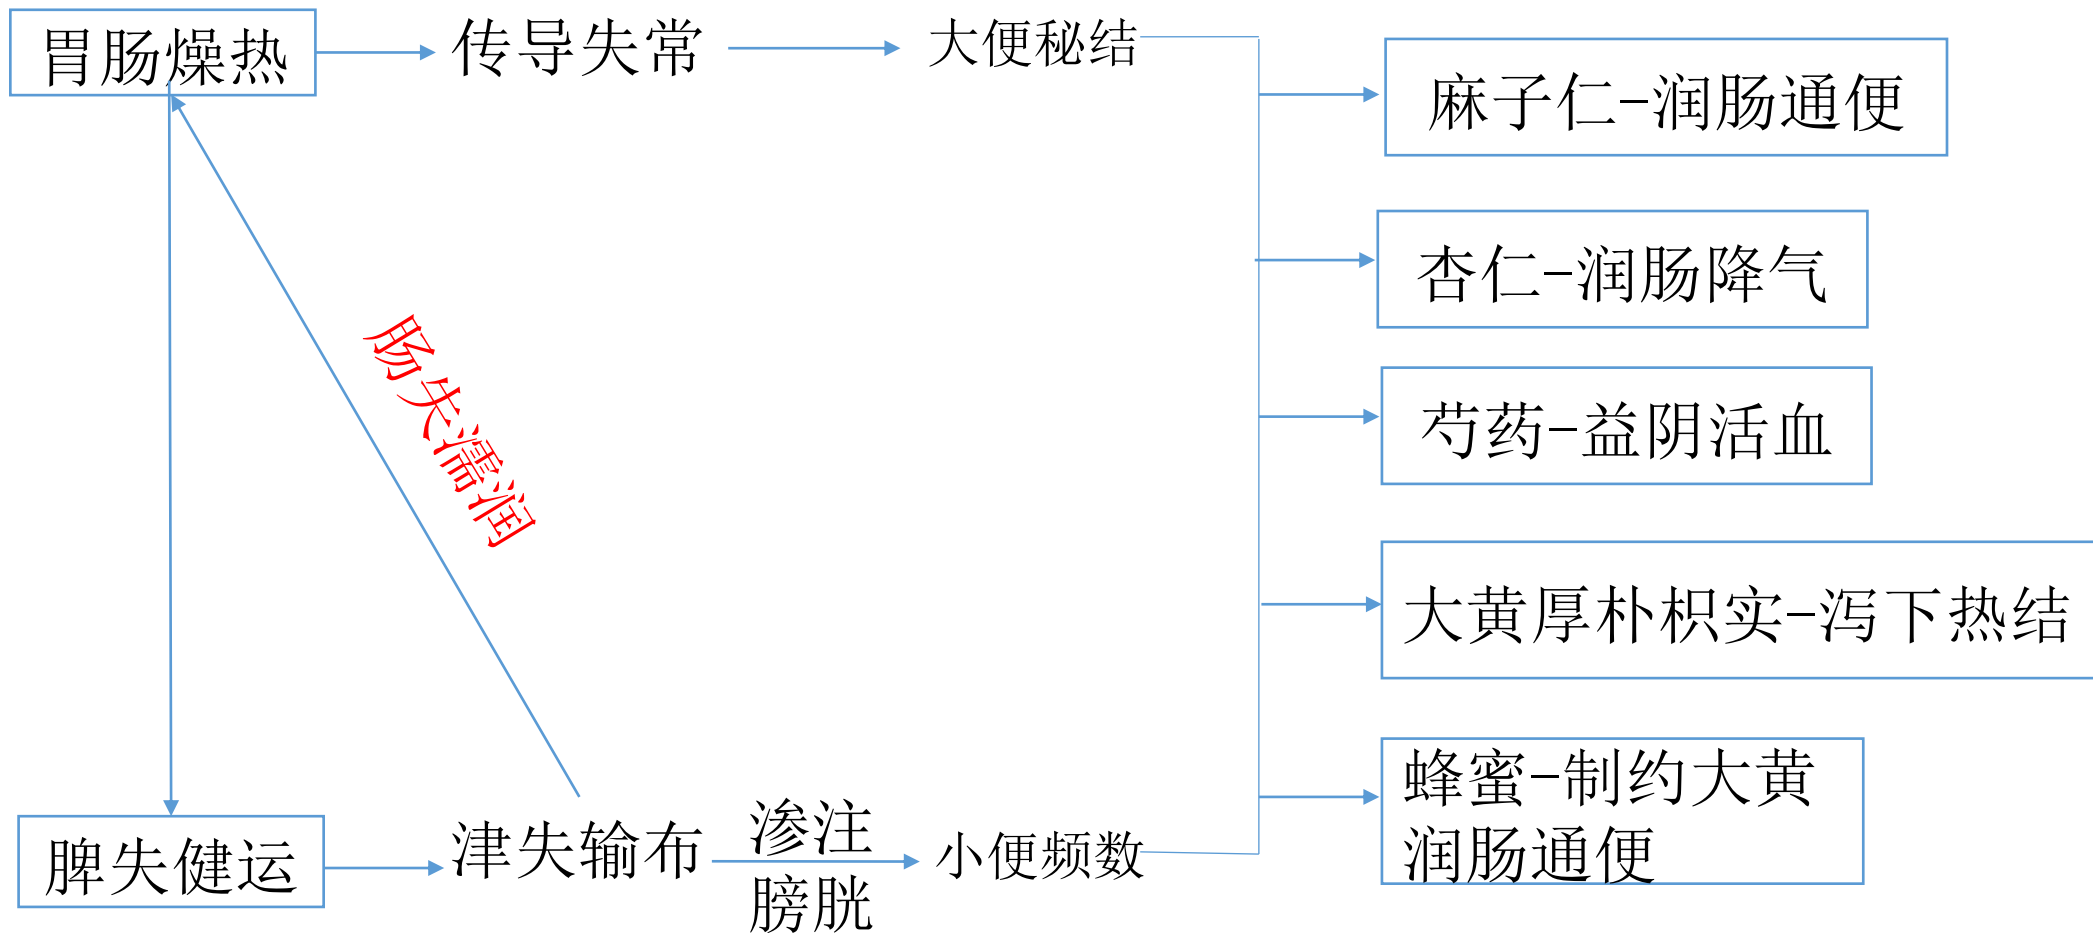 胃肠燥热
传导失常
大便秘结
麻子仁-润肠通便
杏仁-润肠降气
肠失濡润
芍药-益阴活血
大黄厚朴枳实-泻下热结
蜂蜜-制约大黄
润肠通便
脾失健运
津失输布
渗注
膀胱
小便频数